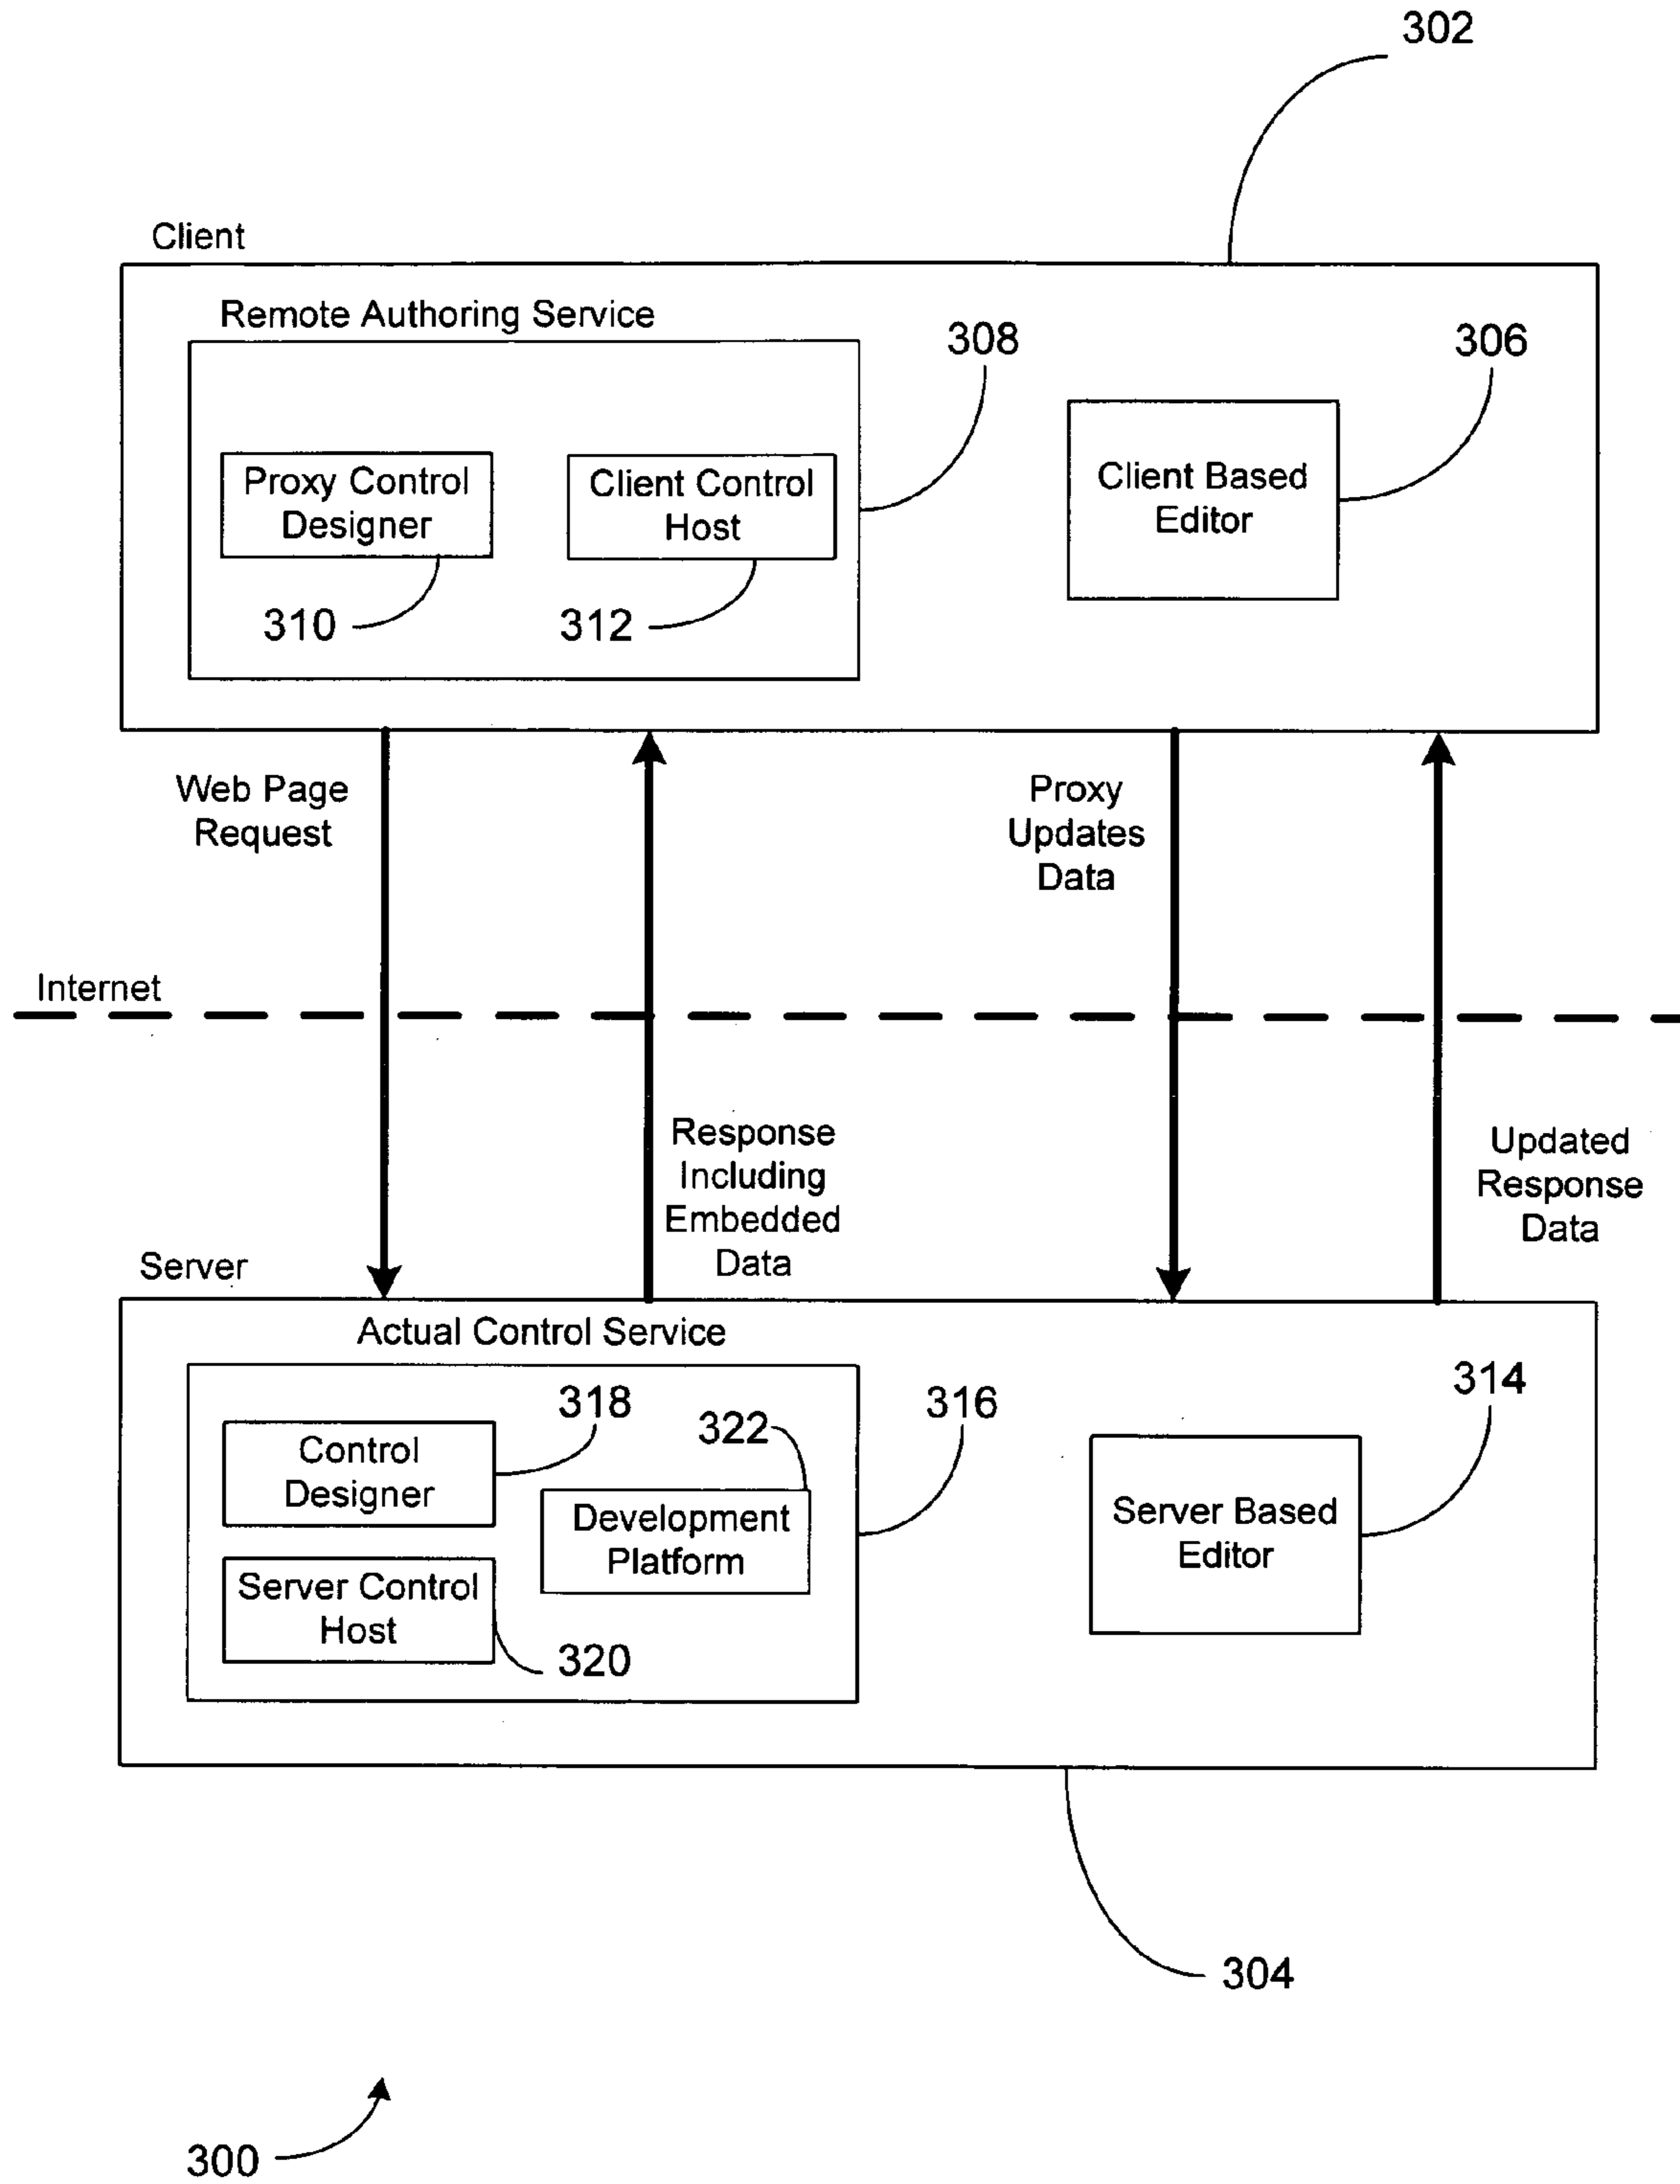 302
Client
Remote Authoring Service
308
306
Proxy Control
Designer
Client Control
Host
Client Based
Editor
310
312
Web Page
Request
Proxy
Updates
Data
Internet
Response
Including
Embedded
Data
Updated
Response
Data
Server
Actual Control Service
318
322
316
314
Control
Designer
Development
Platform
Server Based
Editor
Server Control
Host
320
304
300